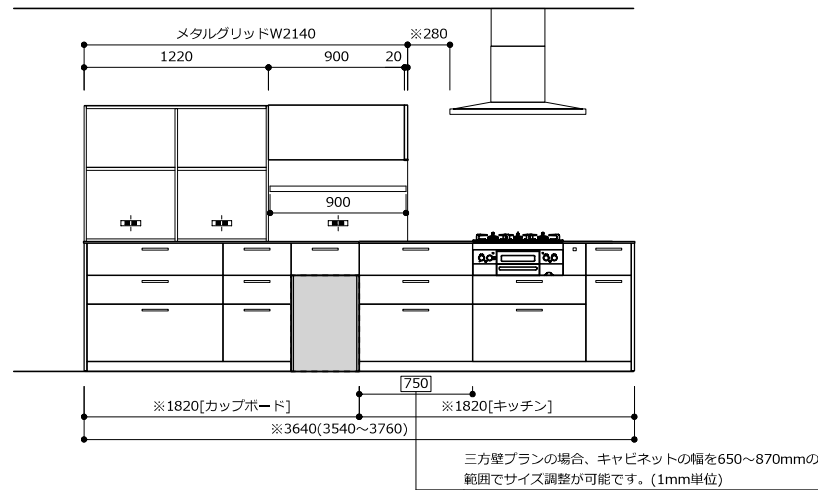 メタルグリッドW2140
※280
1220
900
20
900
750
※1820[カップボード]
※1820[キッチン]
※3640(3540～3760)
三方壁プランの場合、キャビネットの幅を650～870mmの
範囲でサイズ調整が可能です。(1mm単位)